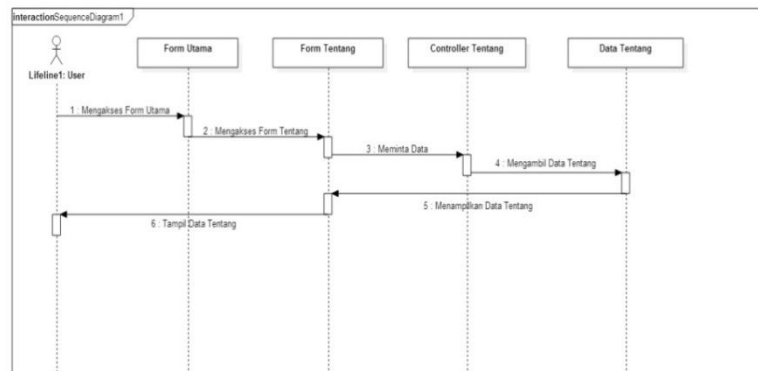 interactionSequenceDiagram1
Form Utama
Form Tentang
Controller Tentang
Data Tentang
Lifeline1: User
1 : Mengakses Form Utama
2 : Mengakses Form Tentang
3 : Meminta Data
4 : Mengambil Data Tentang
5 : Menampilkan Data Tentang
6 : Tampil Data Tentang